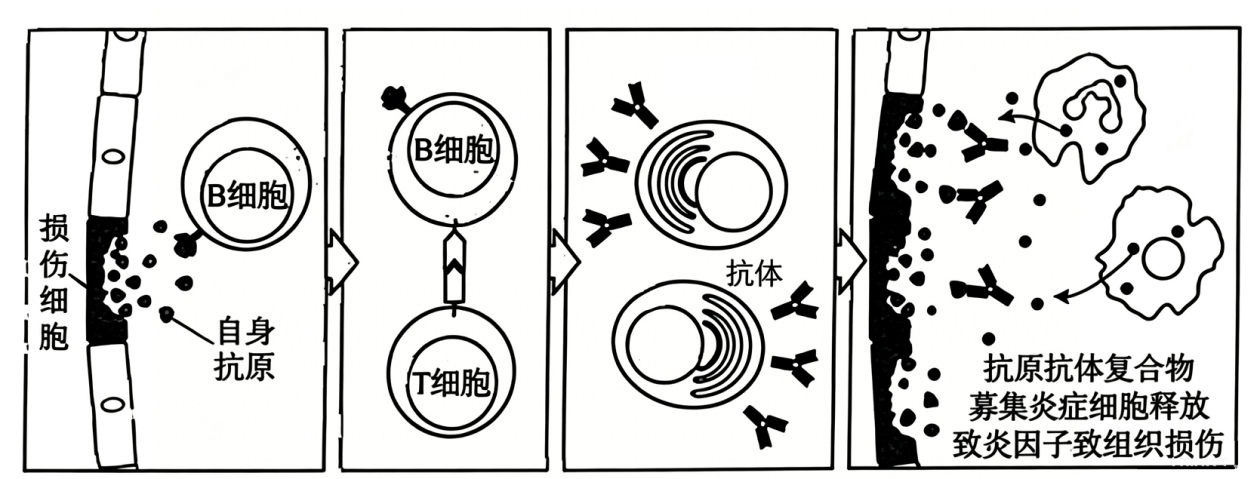 损
伤
细
胞
B细胞
自身
抗原
B细胞
T细胞
抗体
抗原抗体复合物
募集炎症细胞释放
致炎因子致组织损伤